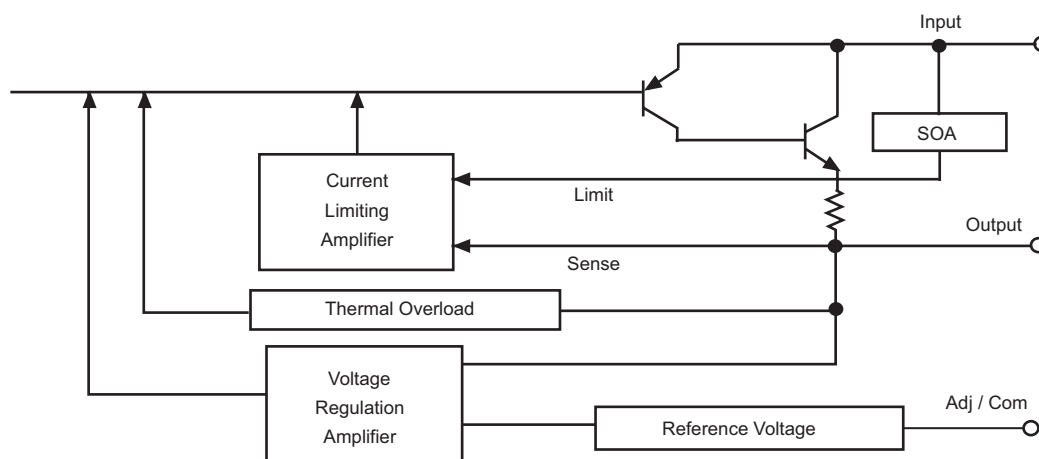 Input
SOA
Current
Limiting
Amplifier
Limit
Output
Sense
Thermal Overload
Voltage
Regulation
Amplifier
Adj / Com
Reference Voltage